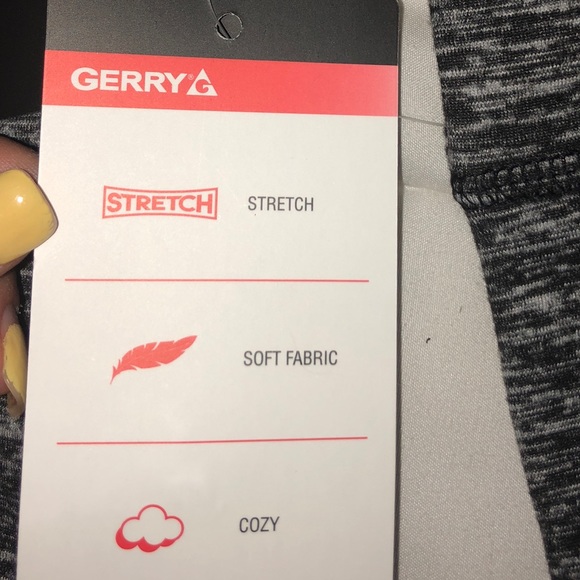 GERRY® G
STRETCH STRETCH
SOFT FABRIC
COZY